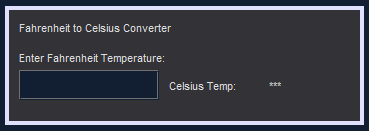 Fahrenheit to Celsius Converter
Enter Fahrenheit Temperature:
Celsius Temp: ***